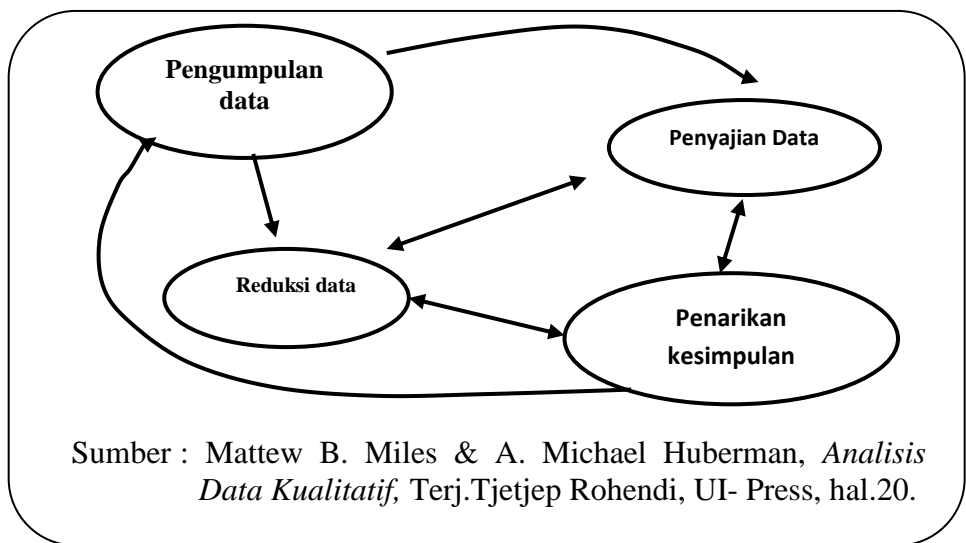 Pengumpulan
data
Penyajian Data
Reduksi data
Penarikan
kesimpulan
Sumber : Mattew B. Miles & A. Michael Huberman, Analisis
Data Kualitatif, Terj.Tjetjep Rohendi, UI- Press, hal.20.